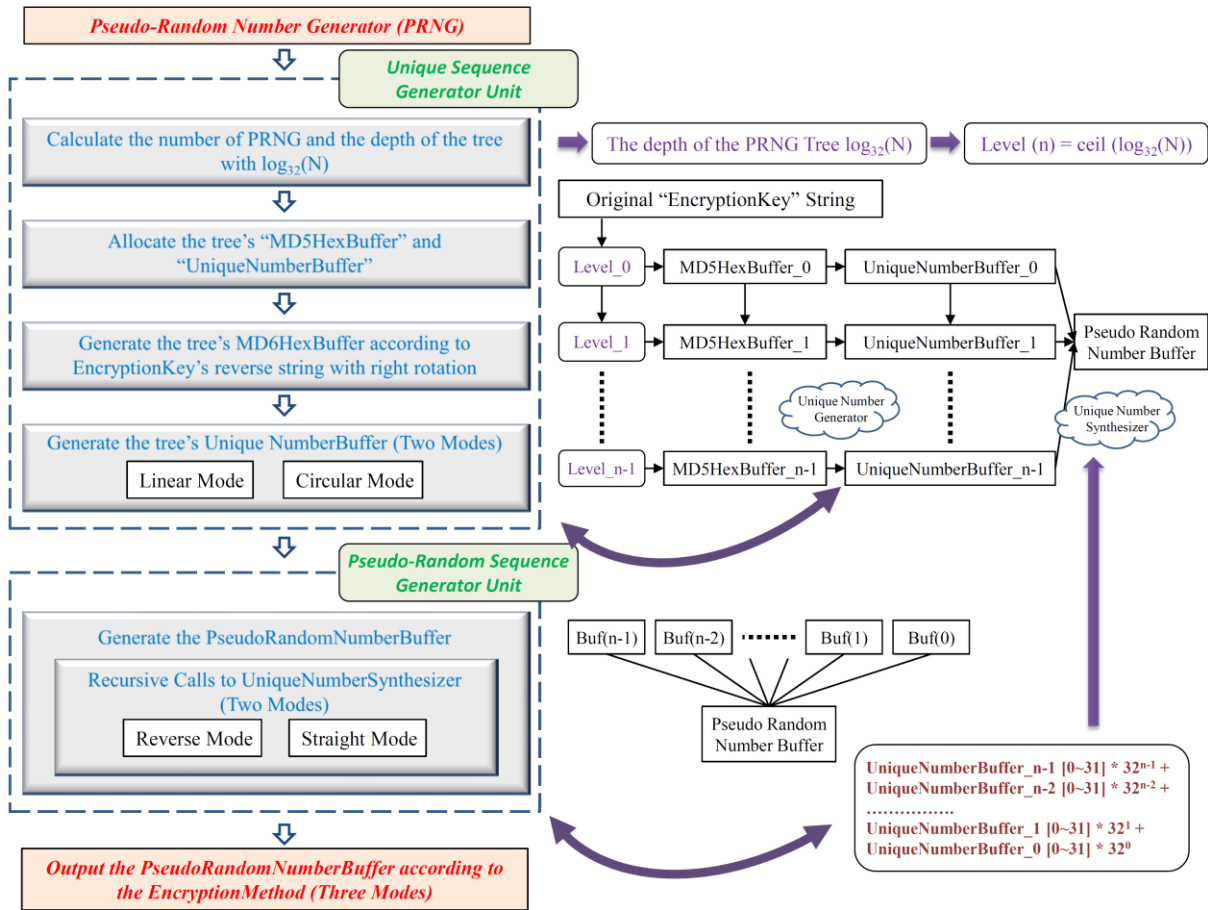 Pseudo-Random Number Generator (PRNG)
Unique Sequence
Generator Unit
Calculate the number of PRNG and the depth of the tree
with log₃₂(N)
Allocate the tree's “MD5HexBuffer” and
“UniqueNumberBuffer”
Generate the tree's MD6HexBuffer according to
EncryptionKey's reverse string with right rotation
Generate the tree's Unique NumberBuffer (Two Modes)
Linear Mode
Circular Mode
Pseudo-Random Sequence
Generator Unit
Generate the PseudoRandomNumberBuffer
Recursive Calls to UniqueNumberSynthesizer
(Two Modes)
Reverse Mode
Straight Mode
Output the PseudoRandomNumberBuffer according to
the EncryptionMethod (Three Modes)
The depth of the PRNG Tree log₃₂(N)
Level (n) = ceil (log₃₂(N))
Original “EncryptionKey” String
Level_0
MD5HexBuffer_0
UniqueNumberBuffer_0
Level_1
MD5HexBuffer_1
UniqueNumberBuffer_1
Pseudo Random
Number Buffer
Unique Number
Generator
Unique Number
Synthesizer
Level_n-1
MD5HexBuffer_n-1
UniqueNumberBuffer_n-1
Buf(n-1)
Buf(n-2)
Buf(1)
Buf(0)
Pseudo Random
Number Buffer
UniqueNumberBuffer_n-1 [0~31] * 32ⁿ⁻¹ +
UniqueNumberBuffer_n-2 [0~31] * 32ⁿ⁻² +
................
UniqueNumberBuffer_1 [0~31] * 32¹ +
UniqueNumberBuffer_0 [0~31] * 32⁰